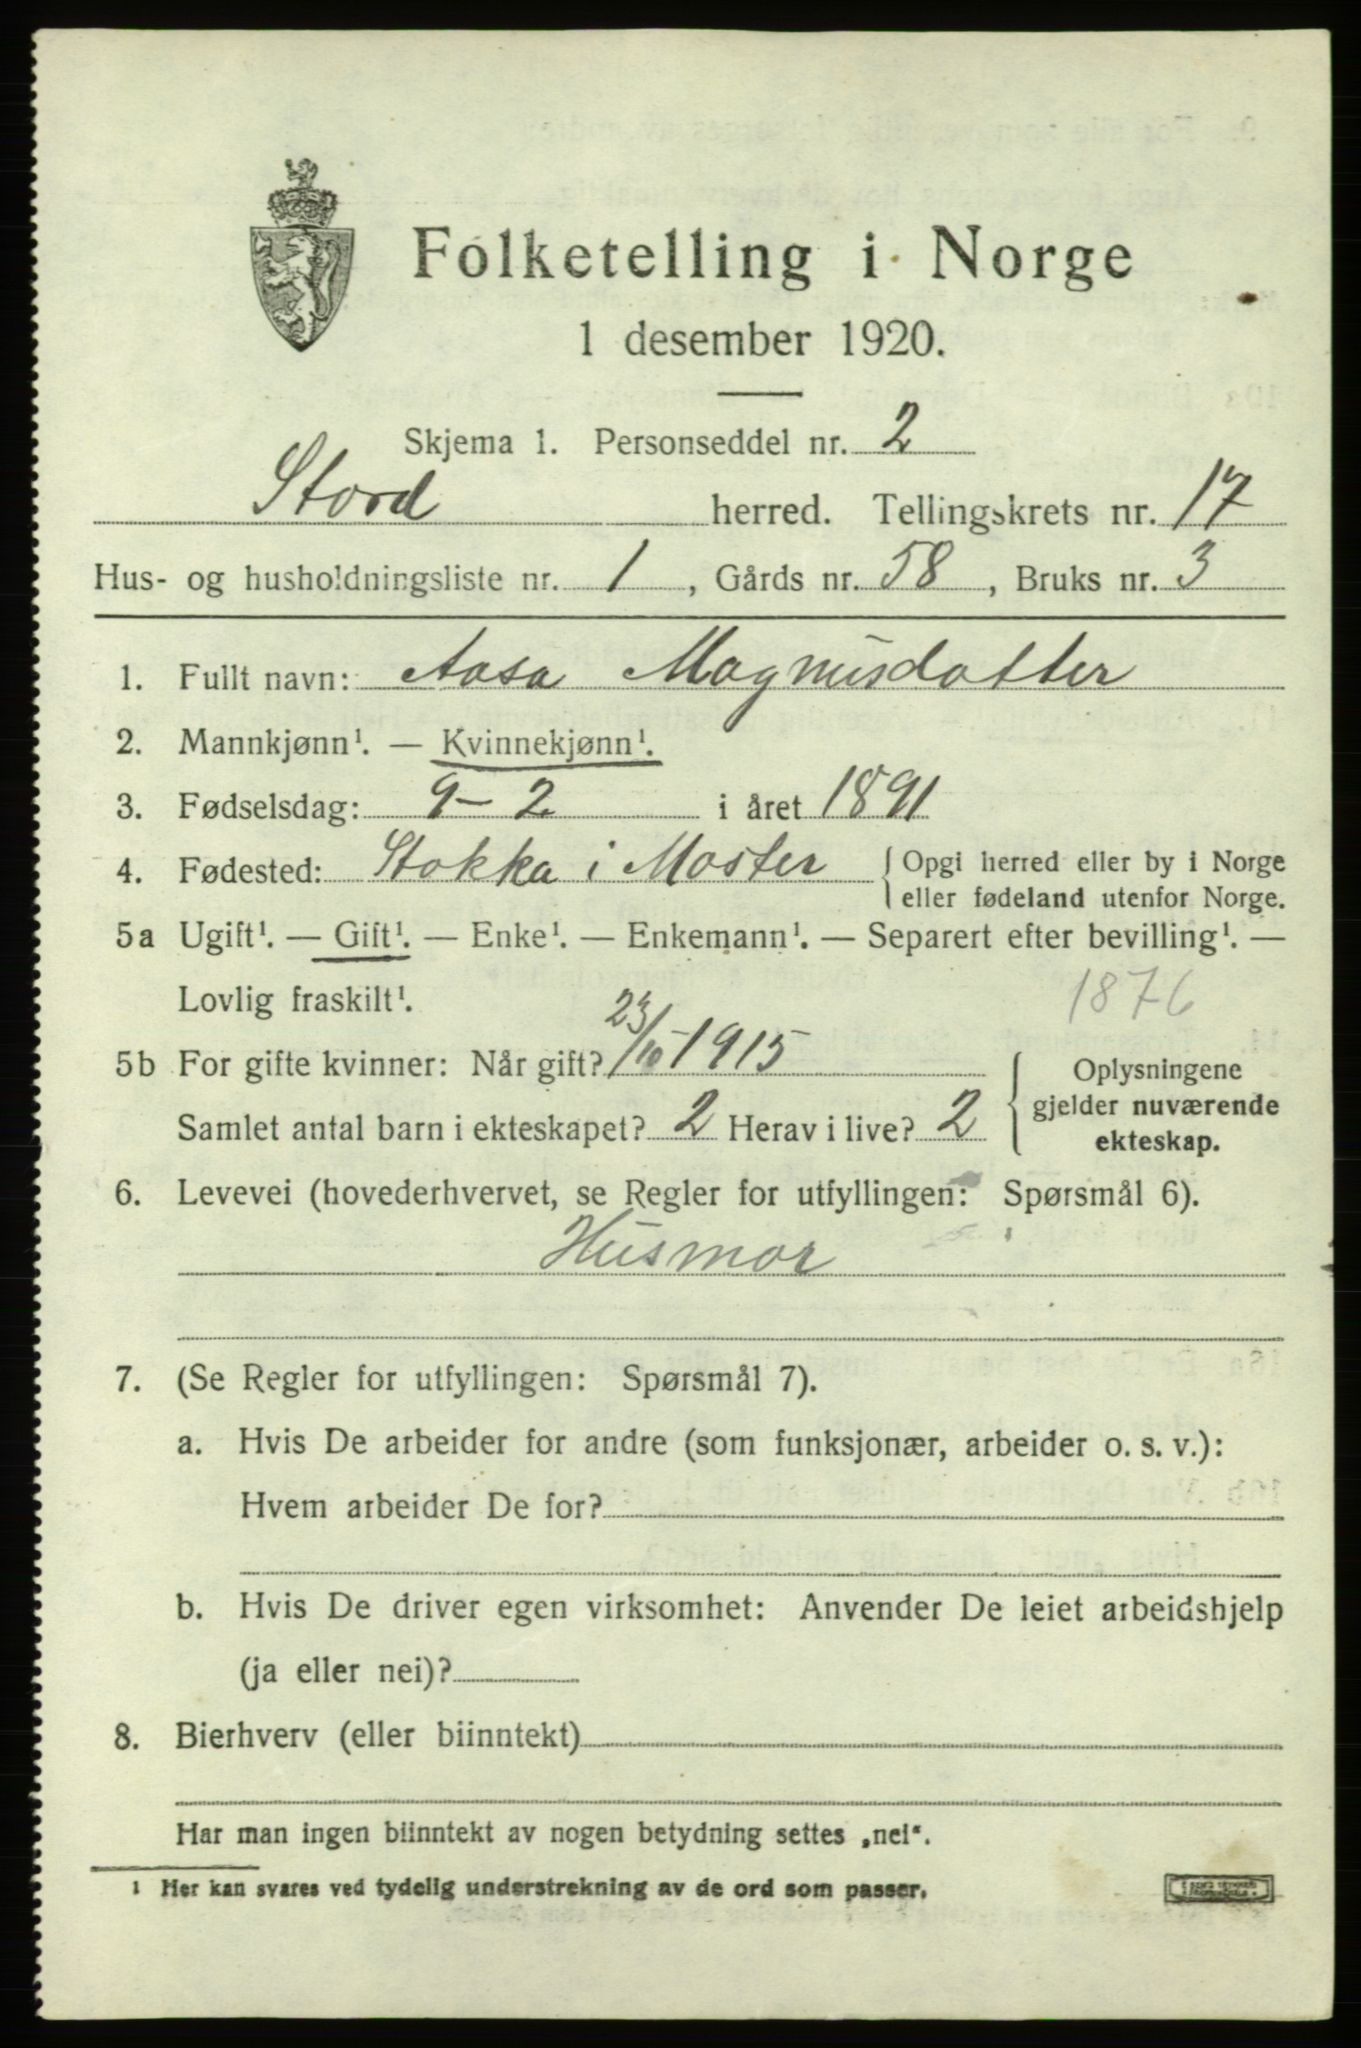 Folketelling i Norge
1 desember 1920.
Skjema 1. Personseddel nr. 2
Stord herred. Tellingskrets nr. 17
Hus- og husholdningsliste nr. 1, Gårds nr. 58, Bruks nr. 3
1. Fullt navn: Aasa Magnusdotter
2. Mannkjønn¹. — Kvinnekjønn¹.
3. Fødselsdag: 9-2 i året 1891
4. Fødested: Stokka i Moster { Opgi herred eller by i Norge
eller fødeland utenfor Norge.
5a Ugift¹. — Gift¹. — Enke¹. — Enkemann¹. — Separert efter bevilling¹. —
Lovlig fraskilt¹. 1876
5b For gifte kvinner: Når gift? 23/10 1915
Samlet antal barn i ekteskapet? 2 Herav i live? 2
{ Oplysningene
gjelder nuværende
ekteskap.
6. Levevei (hovederhvervet, se Regler for utfyllingen: Spørsmål 6).
Husmor
7. (Se Regler for utfyllingen: Spørsmål 7).
a. Hvis De arbeider for andre (som funksjonær, arbeider o. s. v.):
Hvem arbeider De for?
b. Hvis De driver egen virksomhet: Anvender De leiet arbeidshjelp
(ja eller nei)?
8. Bierhverv (eller biinntekt)
Har man ingen biinntekt av nogen betydning settes „nei“.
1 Her kan svares ved tydelig understrekning av de ord som passer.